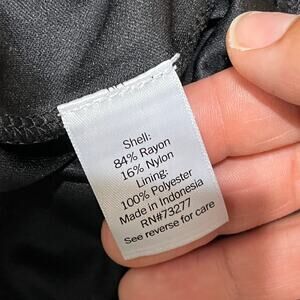 Shell:
84% Rayon
16% Nylon
Lining:
100% Polyester
Made in Indonesia
RN#73277
See reverse for care